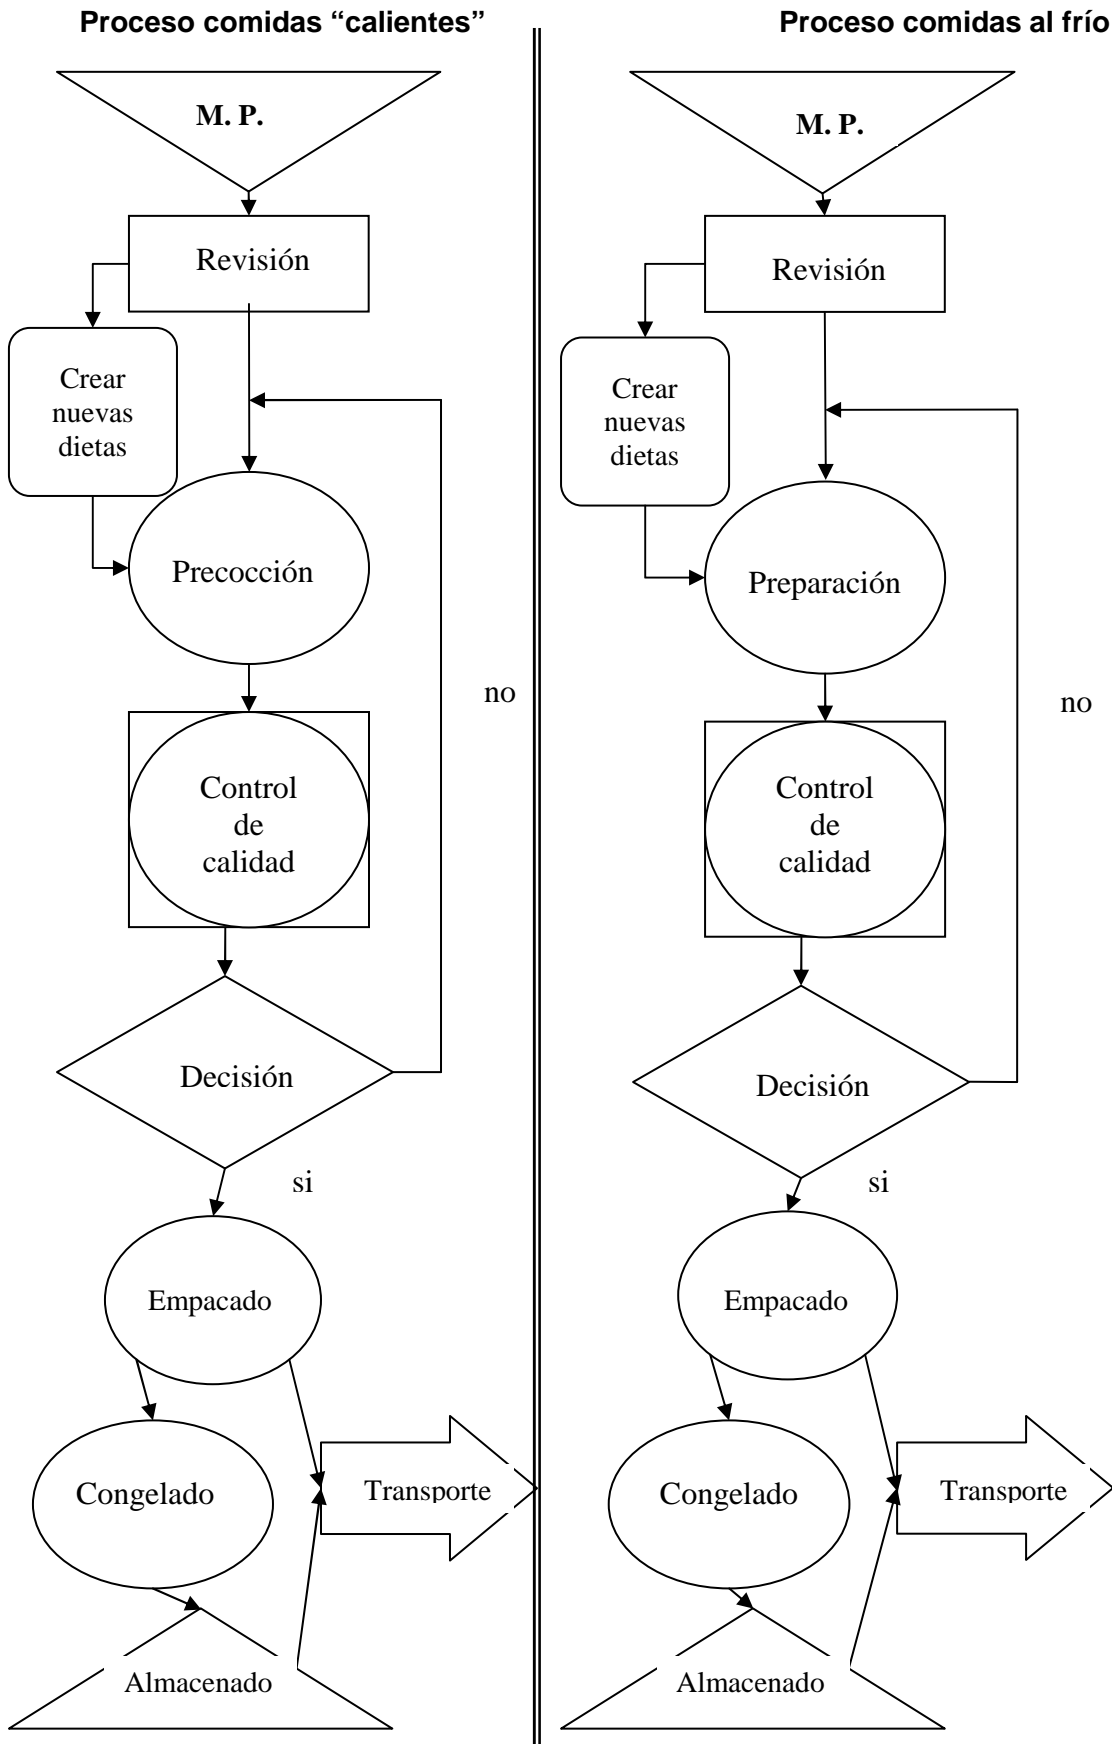 Proceso comidas “calientes”
M. P.
Revisión
Crear
nuevas
dietas
Precocción
no
Control
de
calidad
Decisión
si
Empacado
Congelado
Transporte
Almacenado
Proceso comidas al frío
M. P.
Revisión
Crear
nuevas
dietas
Preparación
no
Control
de
calidad
Decisión
si
Empacado
Congelado
Transporte
Almacenado